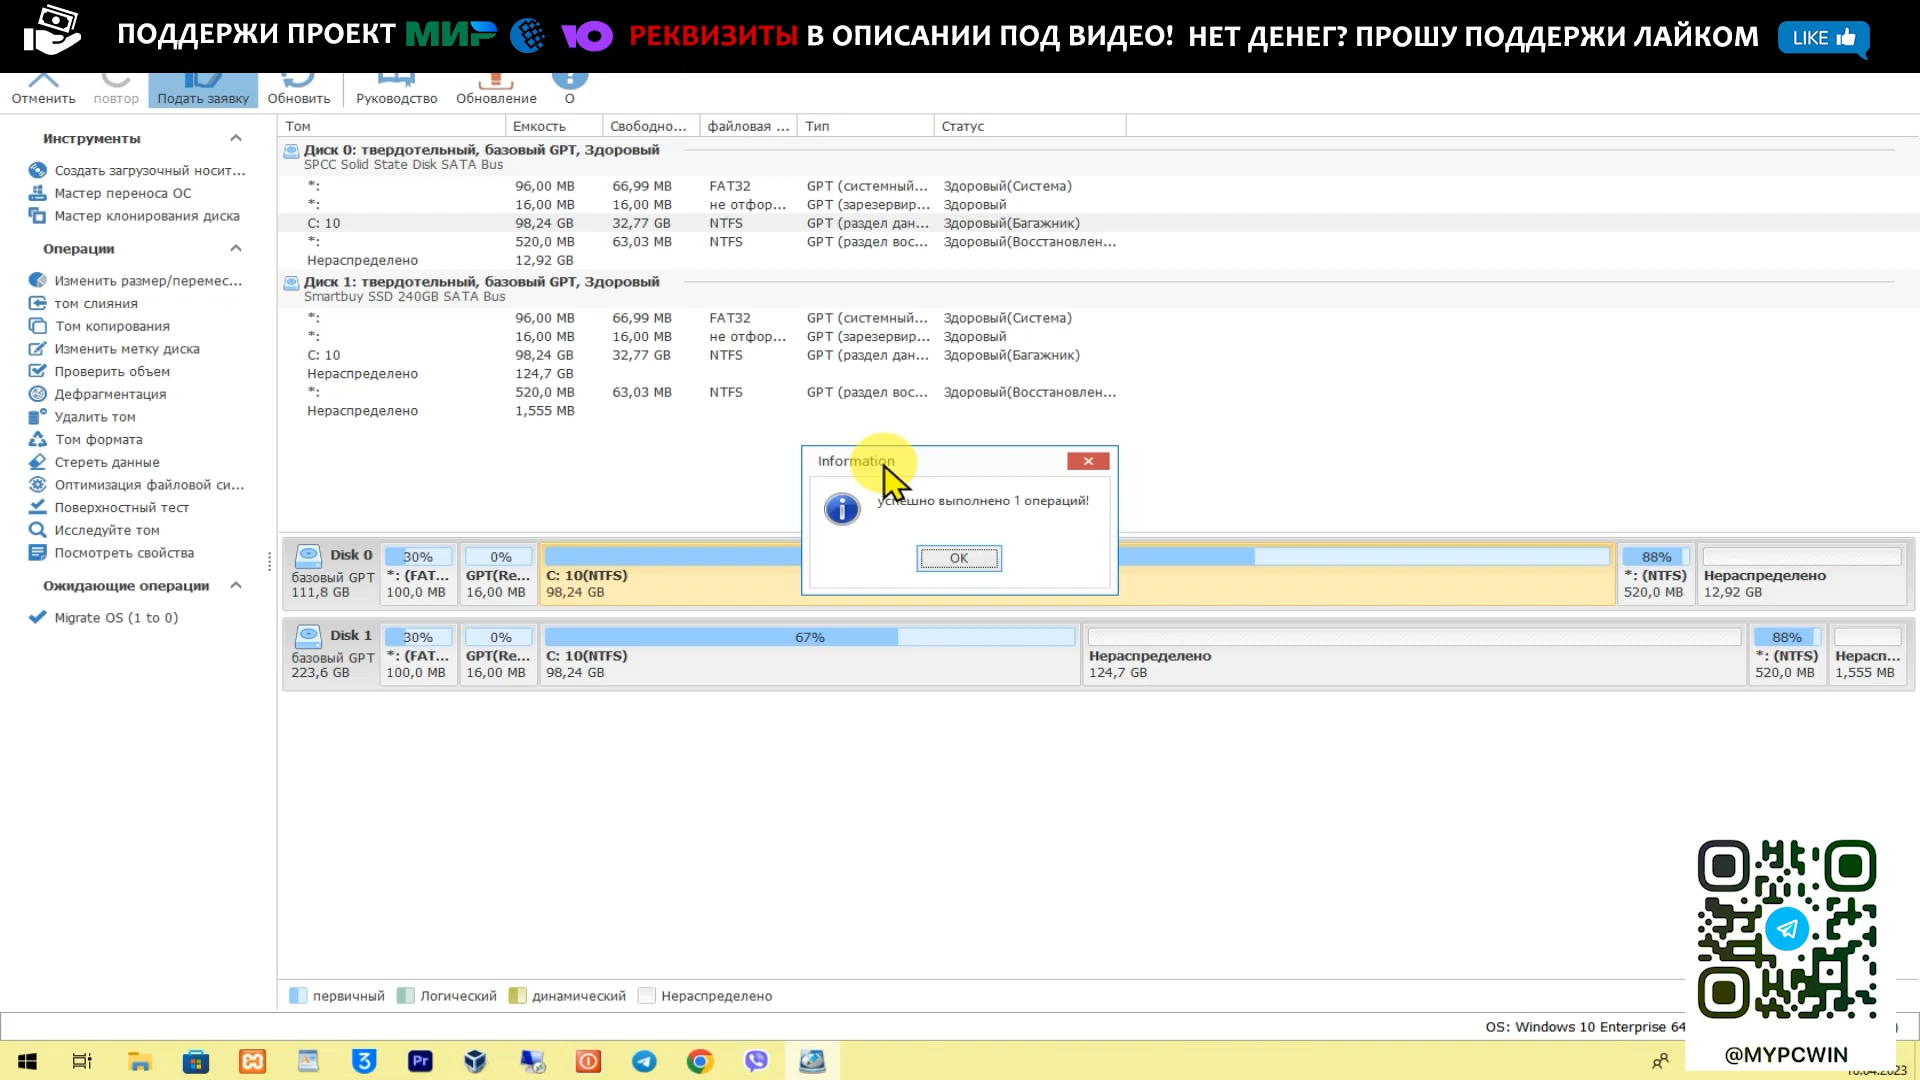 ПОДДЕРЖИ ПРОЕКТ МИР Ю РЕКВИЗИТЫ В ОПИСАНИИ ПОД ВИДЕО! НЕТ ДЕНЕГ? ПРОШУ ПОДДЕРЖИ ЛАЙКОМ LIKE
Отменить повтор Подать заявку Обновить Руководство Обновление О
Инструменты
Создать загрузочный носит...
Мастер переноса ОС
Мастер клонирования диска
Операции
Изменить размер/перемес...
том слияния
Том копирования
Изменить метку диска
Проверить объем
Дефрагментация
Удалить том
Том формата
Стереть данные
Оптимизация файловой си...
Поверхностный тест
Исследуйте том
Посмотреть свойства
Ожидающие операции
Migrate OS (1 to 0)
Том Емкость Свободно... файловая ... Тип Статус
Диск 0: твердотельный, базовый GPT, Здоровый
SPCC Solid State Disk SATA Bus
*: 96,00 MB 66,99 MB FAT32 GPT (системный... Здоровый(Система)
*: 16,00 MB 16,00 MB не отфор... GPT (зарезервир... Здоровый
C: 10 98,24 GB 32,77 GB NTFS GPT (раздел дан... Здоровый(Багажник)
*: 520,0 MB 63,03 MB NTFS GPT (раздел вос... Здоровый(Восстановлен...
Нераспределено 12,92 GB
Диск 1: твердотельный, базовый GPT, Здоровый
Smartbuy SSD 240GB SATA Bus
*: 96,00 MB 66,99 MB FAT32 GPT (системный... Здоровый(Система)
*: 16,00 MB 16,00 MB не отфор... GPT (зарезервир... Здоровый
C: 10 98,24 GB 32,77 GB NTFS GPT (раздел дан... Здоровый(Багажник)
Нераспределено 124,7 GB
*: 520,0 MB 63,03 MB NTFS GPT (раздел вос... Здоровый(Восстановлен...
Нераспределено 1,555 MB
Information
успешно выполнено 1 операций!
OK
Disk 0 30% 0% 88%
базовый GPT *: (FAT... GPT(Re... C: 10(NTFS) *: (NTFS) Нераспределено
111,8 GB 100,0 MB 16,00 MB 98,24 GB 520,0 MB 12,92 GB
Disk 1 30% 0% 67% 88%
базовый GPT *: (FAT... GPT(Re... C: 10(NTFS) Нераспределено *: (NTFS) Нерасп...
223,6 GB 100,0 MB 16,00 MB 98,24 GB 124,7 GB 520,0 MB 1,555 MB
первичный Логический динамический Нераспределено
OS: Windows 10 Enterprise 64
Pr
3
@MYPCWIN